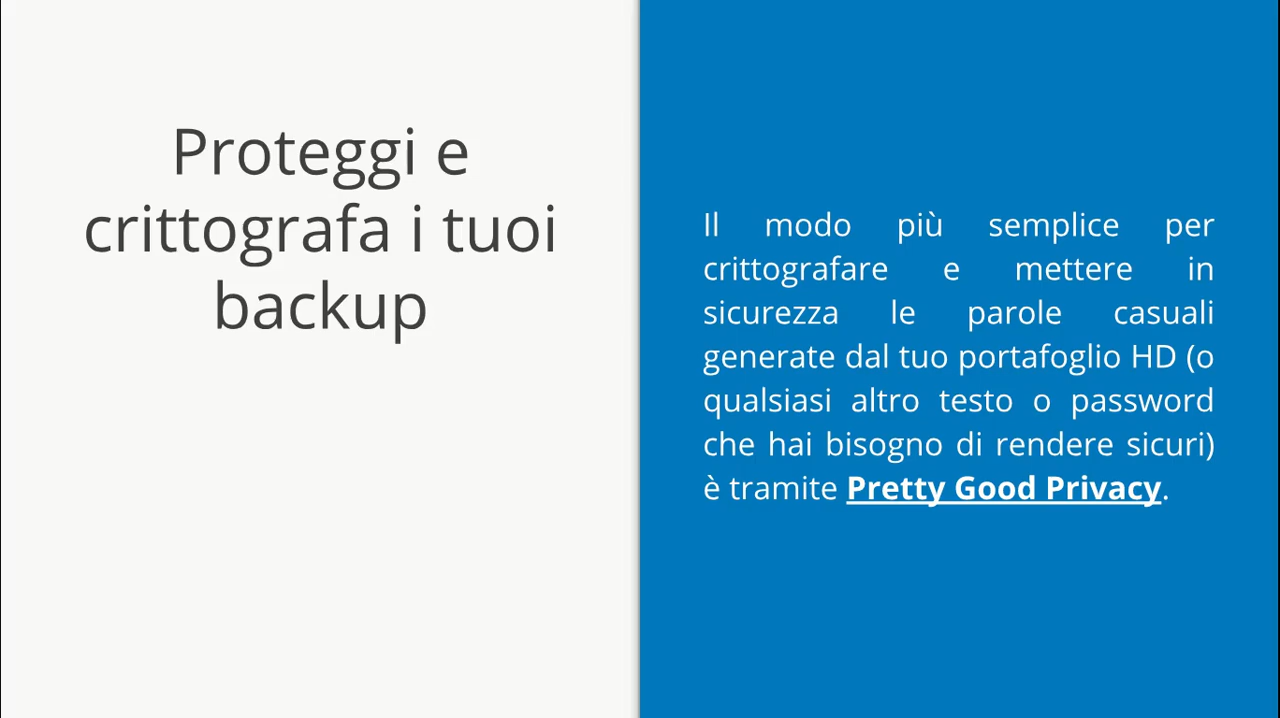 Proteggi e
crittografa i tuoi
backup
Il modo più semplice per
crittografare e mettere in
sicurezza le parole casuali
generate dal tuo portafoglio HD (o
qualsiasi altro testo o password
che hai bisogno di rendere sicuri)
è tramite Pretty Good Privacy.